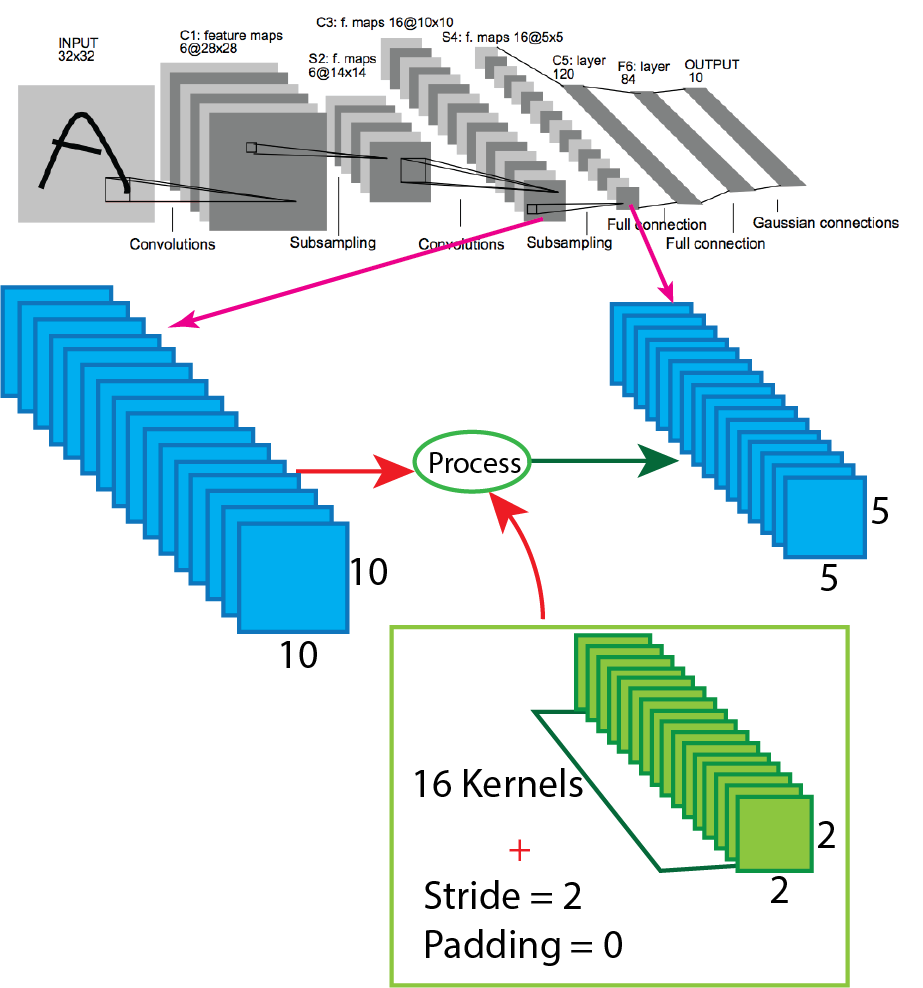 INPUT
32x32
C1: feature maps
6@28x28
S2: f. maps
6@14x14
C3: f. maps 16@10x10
S4: f. maps 16@5x5
C5: layer
120
F6: layer
84
OUTPUT
10
Convolutions
Subsampling
Convolutions
Subsampling
Full connection
Full connection
Gaussian connections
10
10
Process
5
5
16 Kernels
+
Stride = 2
Padding = 0
2
2